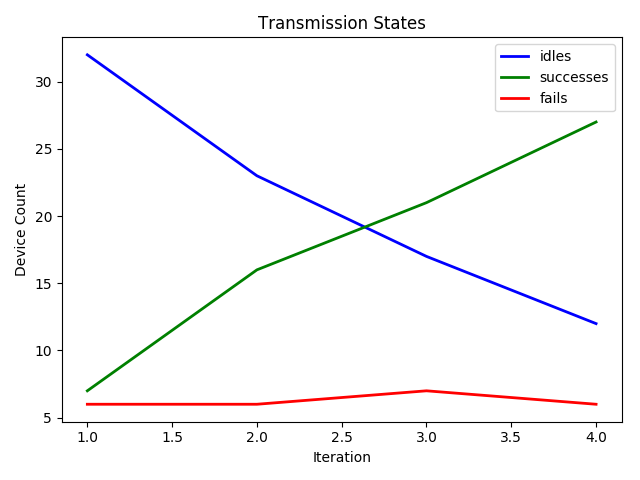 Transmission States
idles
successes
fails
Device Count
30
25
20
15
10
5
1.0 1.5 2.0 2.5 3.0 3.5 4.0
Iteration